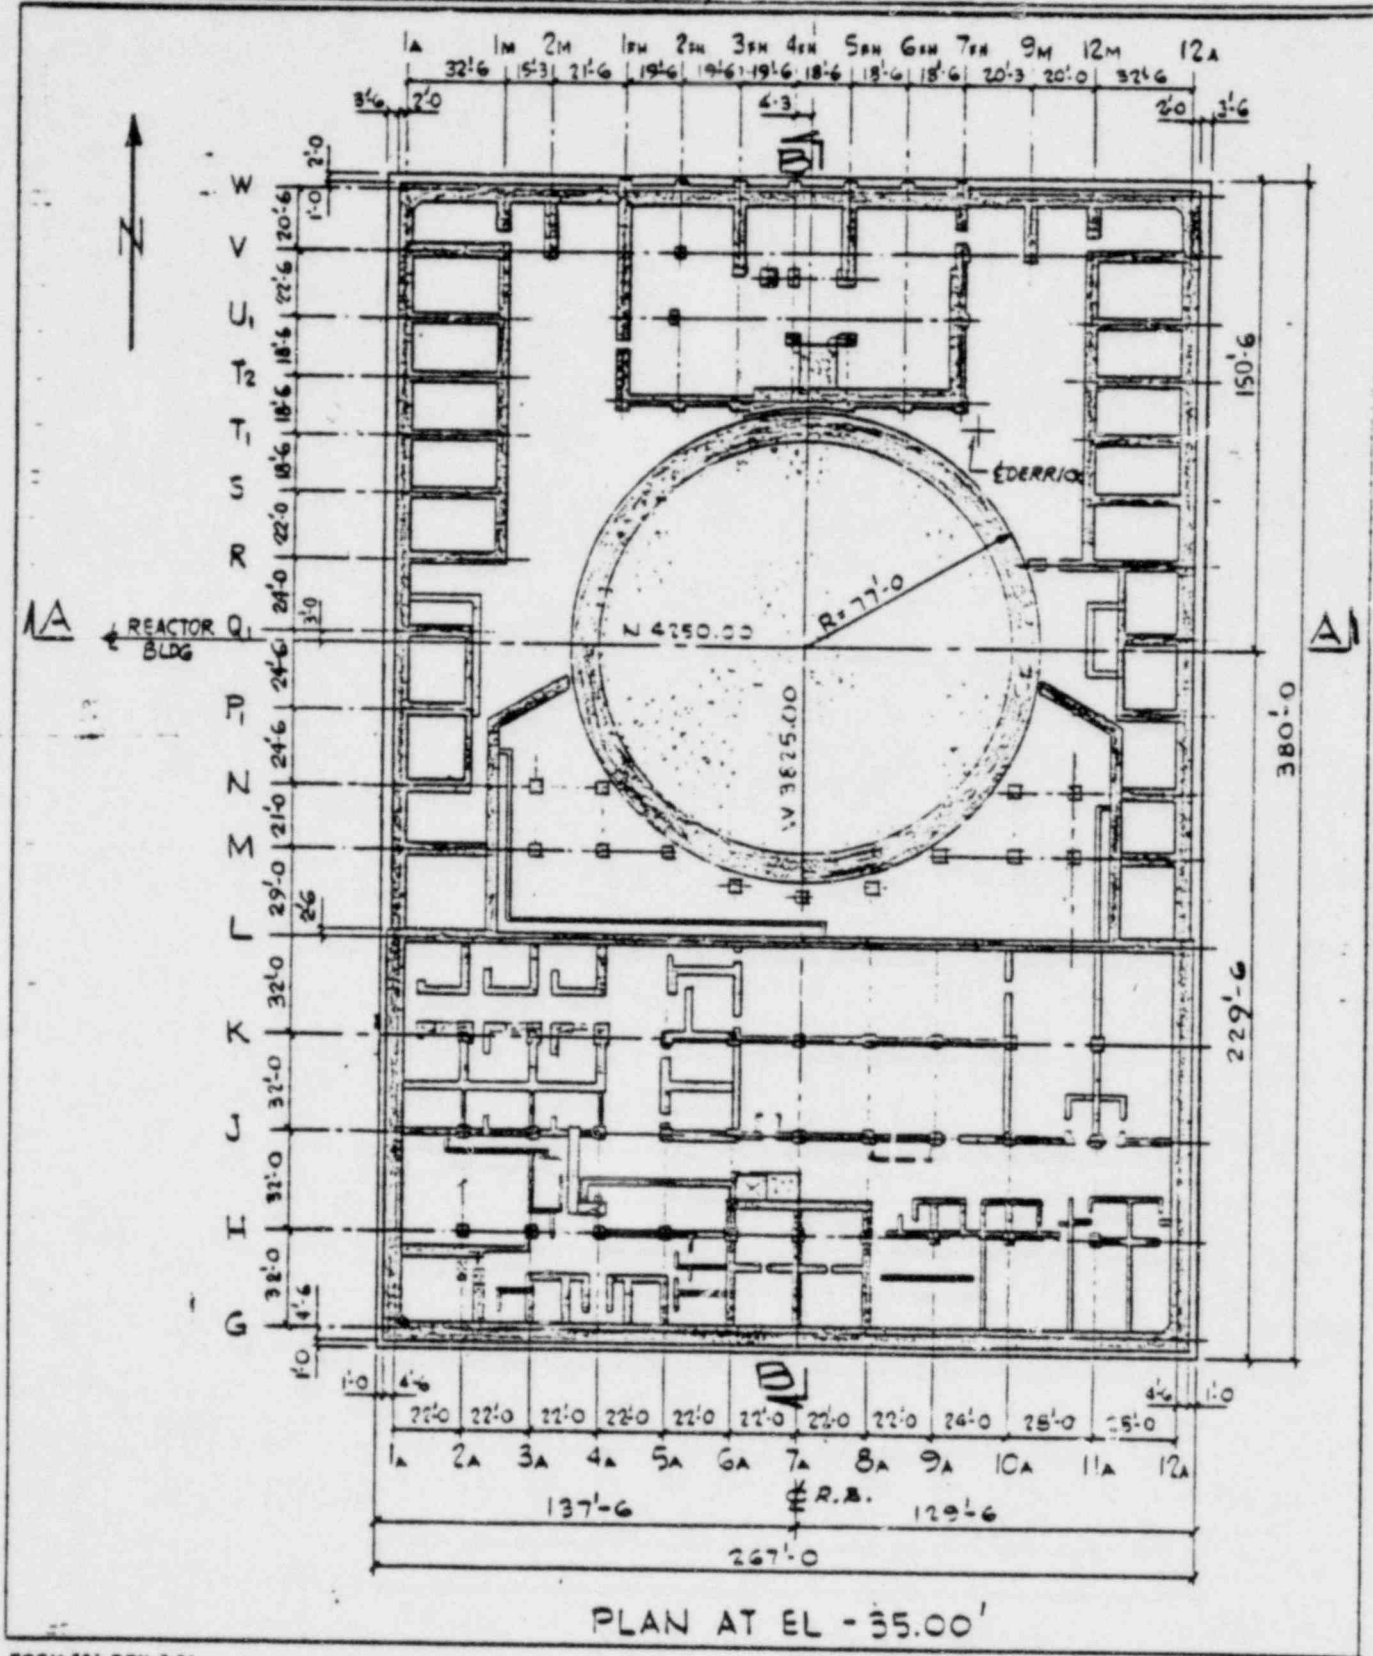 1A 1M 2M 1FH 2FH 3FH 4FH 5FH 6FH 7FH 9M 12M 12A
32'-6 15'-3 21'-6 19'-6 19'-6 19'-6 18'-6 18'-6 18'-6 20'-3 20'-0 32'-6
3'-6 2'-0 4'-3 2'-0 3'-6
2'-0
1'-0
N
W
20'-6
V
22'-6
U1
18'-6
T2
18'-6
T1
18'-6
S
22'-0
R
24'-0
3'-0
Q1
24'-6
P1
24'-6
N
21'-0
M
29'-0
2'-6
L
32'-0
K
32'-0
J
32'-0
H
32'-0
4'-6
G
1'-0
D
150'-6
℄ DERRICK
R= 77'-0
A
℄ REACTOR BLDG
N 4250.00
W 3825.00
A
380'-0
229'-6
D
1'-0 4'-6 4'-6 1'-0
22'-0 22'-0 22'-0 22'-0 22'-0 22'-0 22'-0 22'-0 24'-0 28'-0
1A 2A 3A 4A 5A 6A 7A 8A 9A 10A 11A 12A
℄ R.B.
137'-6 129'-6
267'-0
PLAN AT EL -35.00'